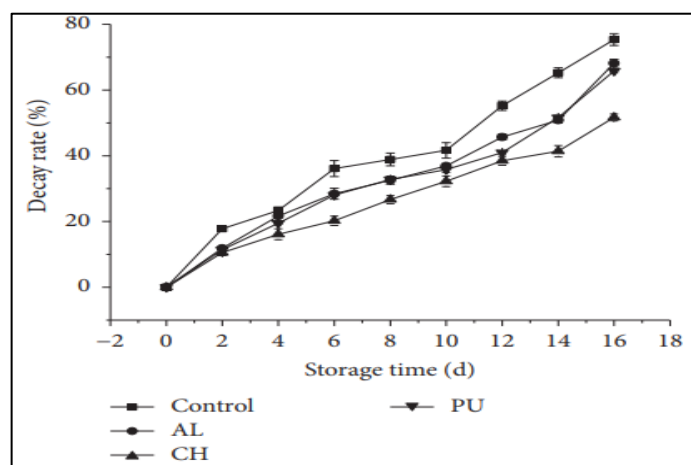 80
60
40
20
0
Decay rate (%)
−2 0 2 4 6 8 10 12 14 16 18
Storage time (d)
Control PU
AL
CH